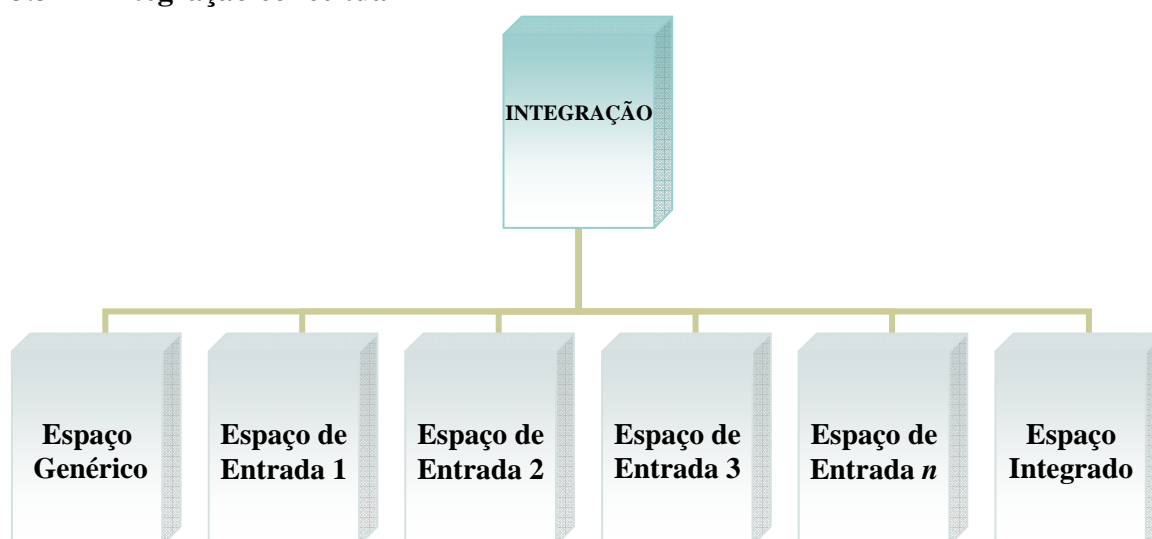 INTEGRAÇÃO
Espaço
Genérico
Espaço de
Entrada 1
Espaço de
Entrada 2
Espaço de
Entrada 3
Espaço de
Entrada n
Espaço
Integrado